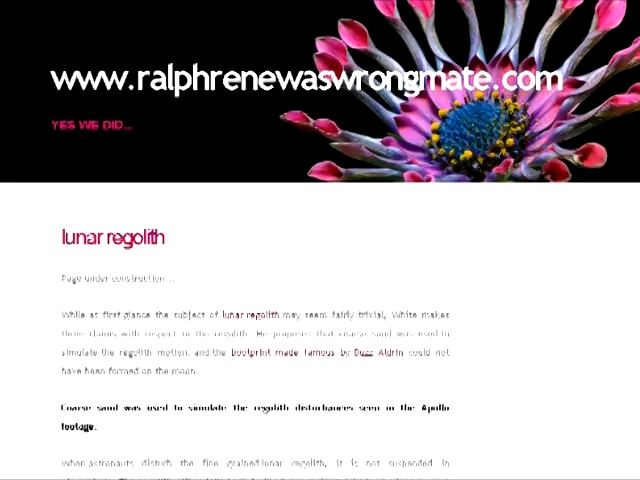 www.ralphrenewaswrongmate.com
YES WE DID...
lunar regolith
Page under construction...
While at first glance the subject of lunar regolith may seem fairly trivial, White makes
three claims with respect to the regolith. He proposes that coarse sand was used to
simulate the regolith motion, and the bootprint made famous by Buzz Aldrin could not
have been formed on the moon.
Coarse sand was used to simulate the regolith disturbances seen in the Apollo
footage.
When astronauts disturb the fine grained lunar regolith, it is not suspended in